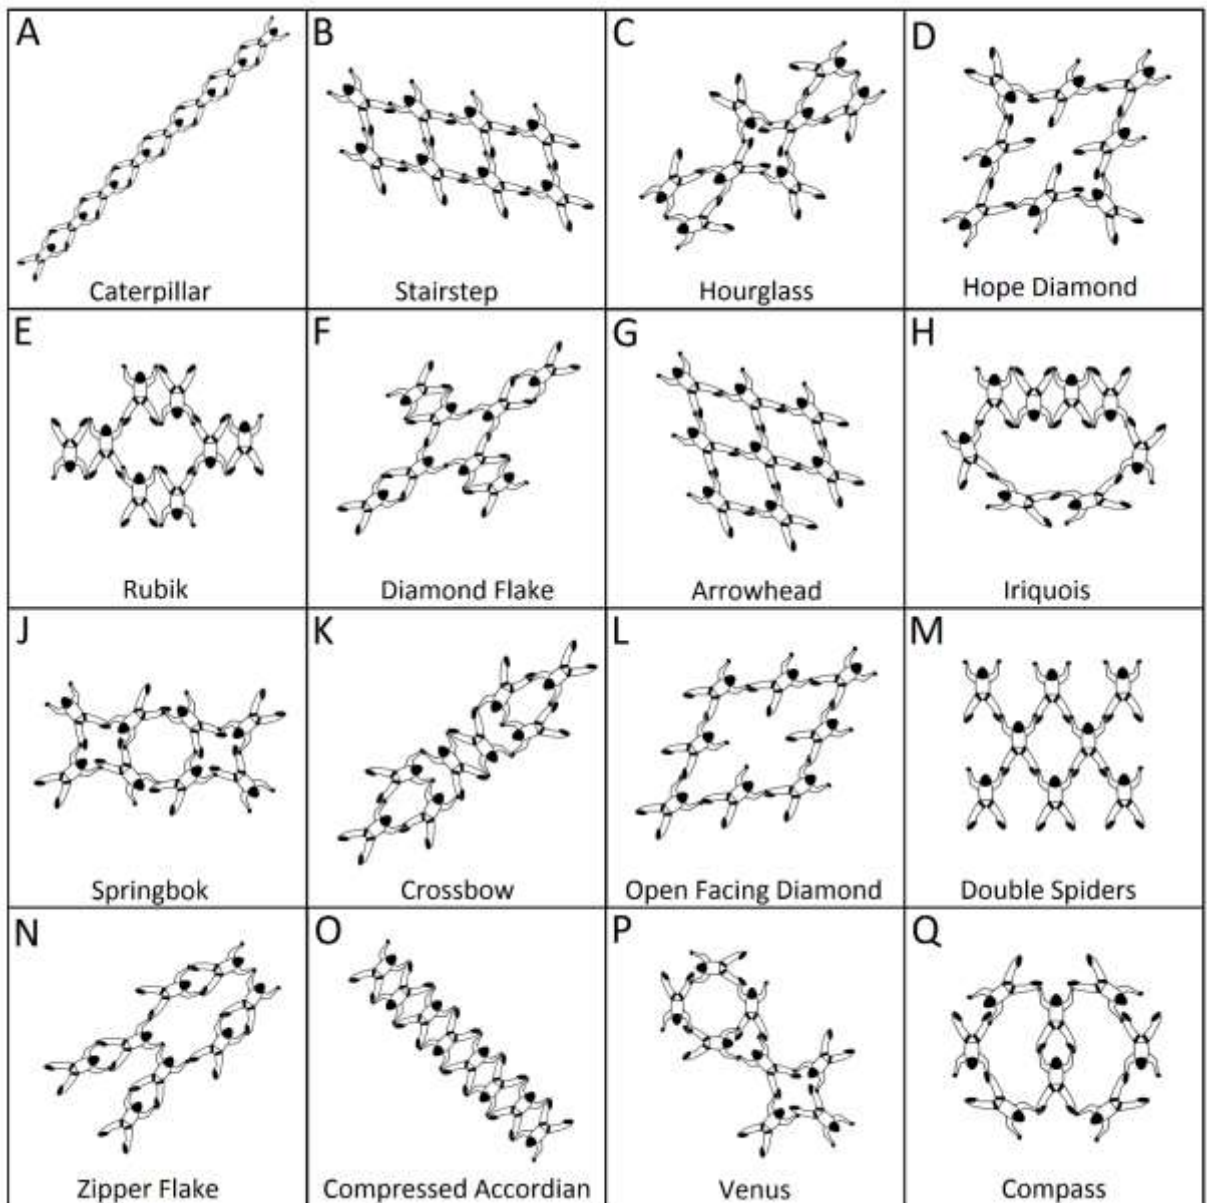 A
Caterpillar
B
Stairstep
C
Hourglass
D
Hope Diamond
E
Rubik
F
Diamond Flake
G
Arrowhead
H
Iriquois
J
Springbok
K
Crossbow
L
Open Facing Diamond
M
Double Spiders
N
Zipper Flake
O
Compressed Accordian
P
Venus
Q
Compass